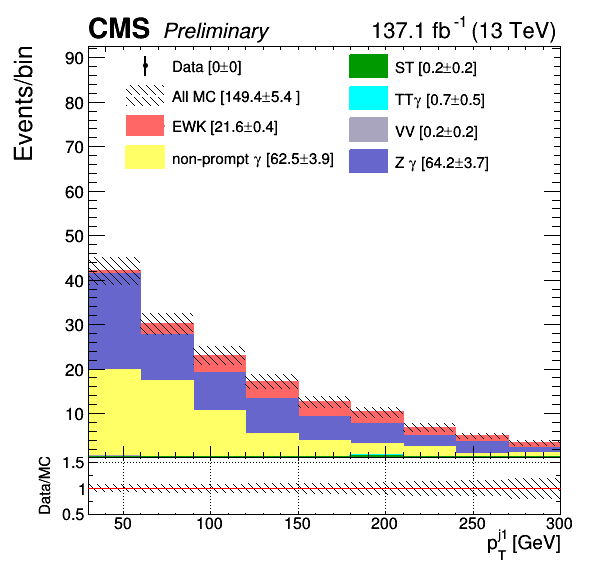 CMS Preliminary 137.1 fb⁻¹ (13 TeV)
Events/bin
90
80
70
60
50
40
30
20
10
Data [0±0]
All MC [149.4±5.4 ]
EWK [21.6±0.4]
non-prompt γ [62.5±3.9]
ST [0.2±0.2]
TTγ [0.7±0.5]
VV [0.2±0.2]
Z γ [64.2±3.7]
Data/MC
1.5
1
0.5
50 100 150 200 250 300
p_T^j1 [GeV]